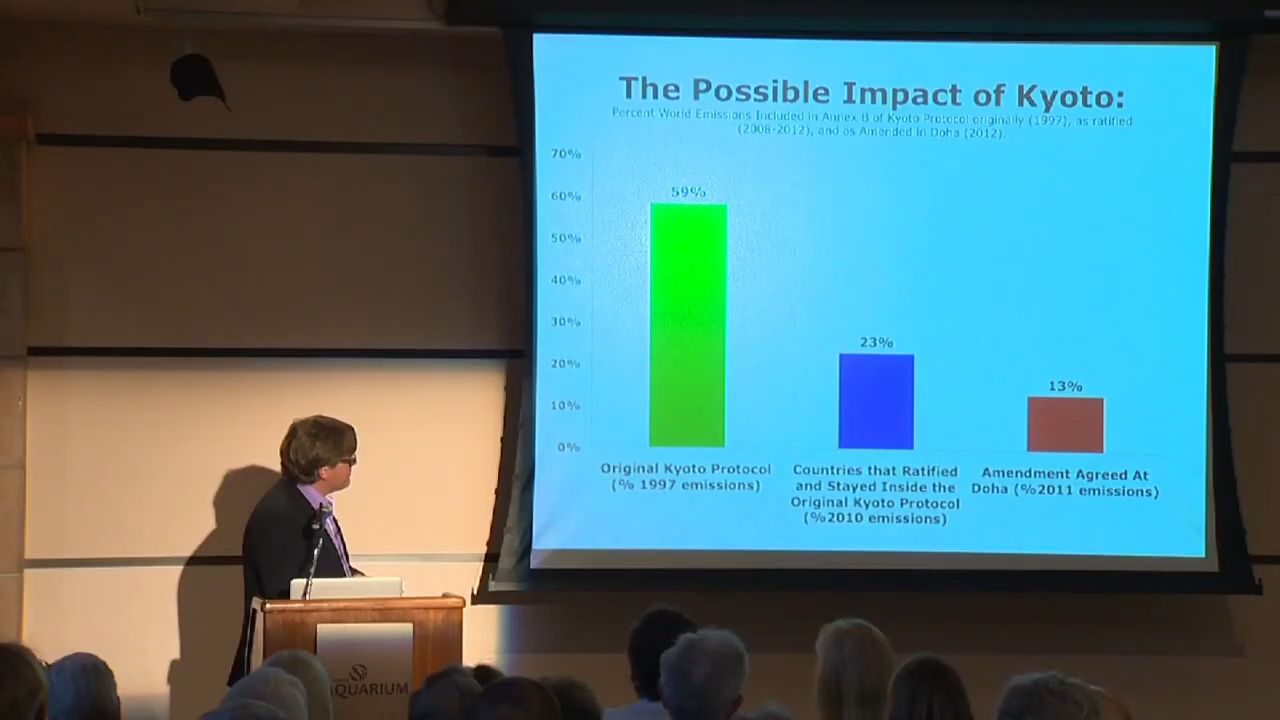 The Possible Impact of Kyoto:
Percent World Emissions Included in Annex B of Kyoto Protocol originally (1997), as ratified
(2008-2012), and as Amended in Doha (2012).
70%
60%
50%
40%
30%
20%
10%
0%
59%
23%
13%
Original Kyoto Protocol
(% 1997 emissions)
Countries that Ratified
and Stayed Inside the
Original Kyoto Protocol
(%2010 emissions)
Amendment Agreed At
Doha (%2011 emissions)
QUARIUM